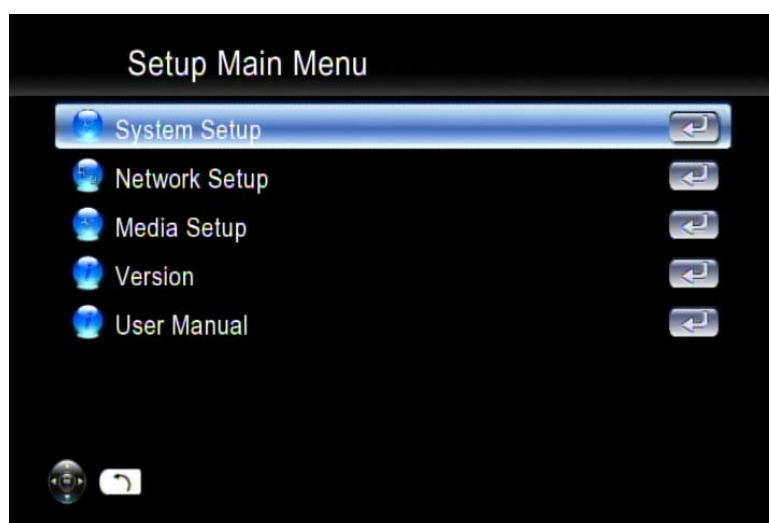 Setup Main Menu
System Setup
Network Setup
Media Setup
Version
User Manual